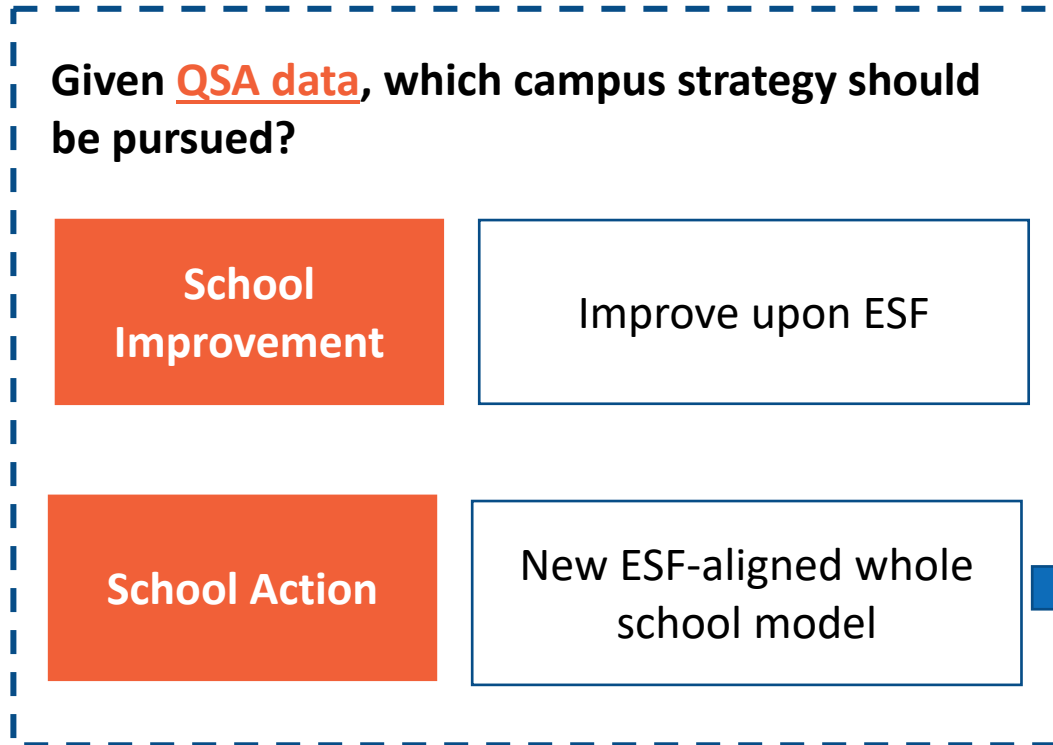 Given QSA data, which campus strategy should
be pursued?
School
Improvement
Improve upon ESF
School Action
New ESF-aligned whole
school model